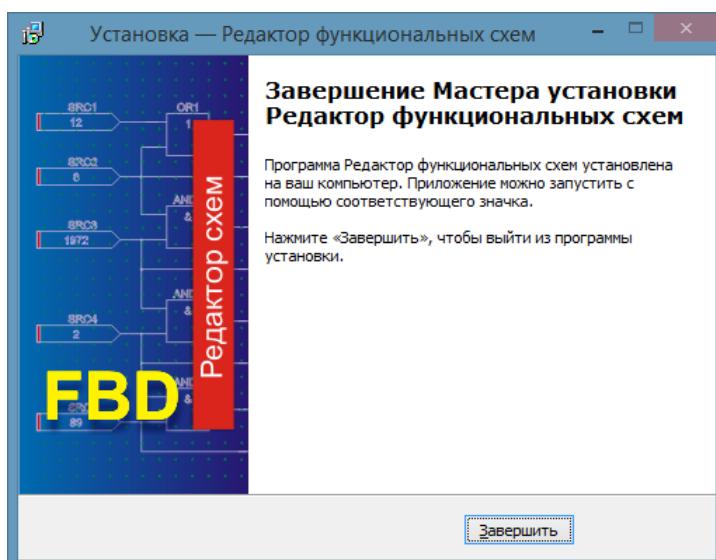 Установка — Редактор функциональных схем
SRC1
12
OR1
1
SRC2
8
AND
&
SRC3
1972
AND
&
SRC4
2
AND
&
89
Редактор схем
FBD
Завершение Мастера установки
Редактор функциональных схем
Программа Редактор функциональных схем установлена
на ваш компьютер. Приложение можно запустить с
помощью соответствующего значка.
Нажмите «Завершить», чтобы выйти из программы
установки.
Завершить